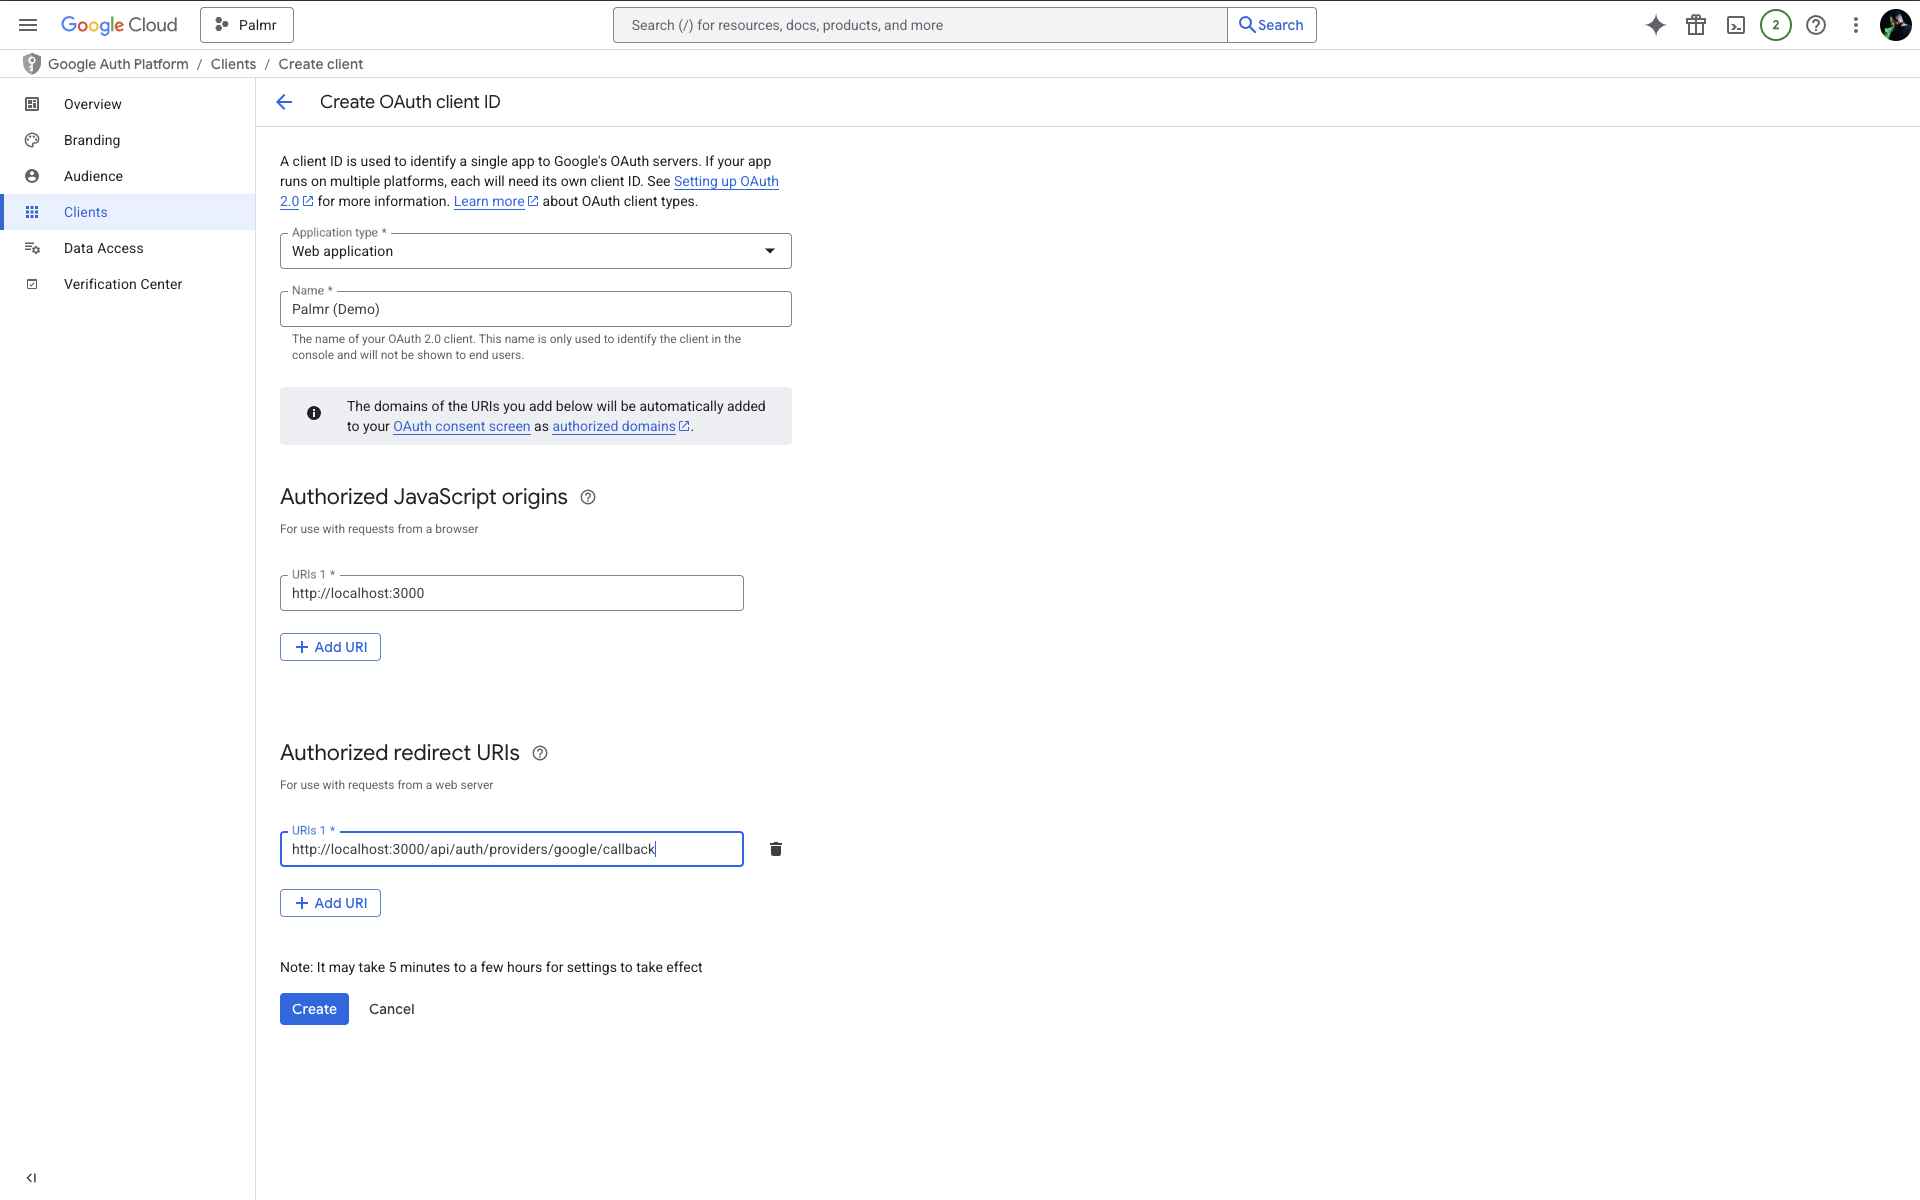 Google Cloud
Palmr
Search (/) for resources, docs, products, and more
Search
2
Google Auth Platform / Clients / Create client
Overview
Branding
Audience
Clients
Data Access
Verification Center
Create OAuth client ID
A client ID is used to identify a single app to Google's OAuth servers. If your app
runs on multiple platforms, each will need its own client ID. See Setting up OAuth
2.0 for more information. Learn more about OAuth client types.
Application type *
Web application
Name *
Palmr (Demo)
The name of your OAuth 2.0 client. This name is only used to identify the client in the
console and will not be shown to end users.
The domains of the URIs you add below will be automatically added
to your OAuth consent screen as authorized domains.
Authorized JavaScript origins
For use with requests from a browser
URIs 1 *
http://localhost:3000
+ Add URI
Authorized redirect URIs
For use with requests from a web server
URIs 1 *
http://localhost:3000/api/auth/providers/google/callback
+ Add URI
Note: It may take 5 minutes to a few hours for settings to take effect
Create
Cancel